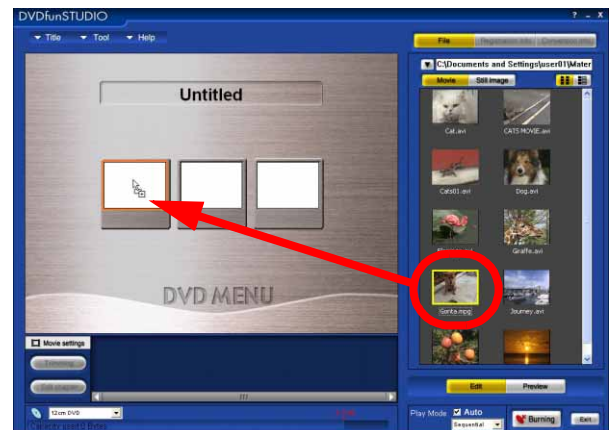 DVDfunSTUDIO
? - X
Title Tool Help
File
C:\Documents and Settings\user01\Mater
Movie Still image
Untitled
Cat.avi CATS MOVIE.avi
Cats01.avi Dog.avi
Giraffe.avi
Gonta.mpg Journey.avi
DVD MENU
Movie settings
Trimming
Edit chapter
Edit Preview
12cm DVD
Play Mode Auto
Sequential
Burning Exit